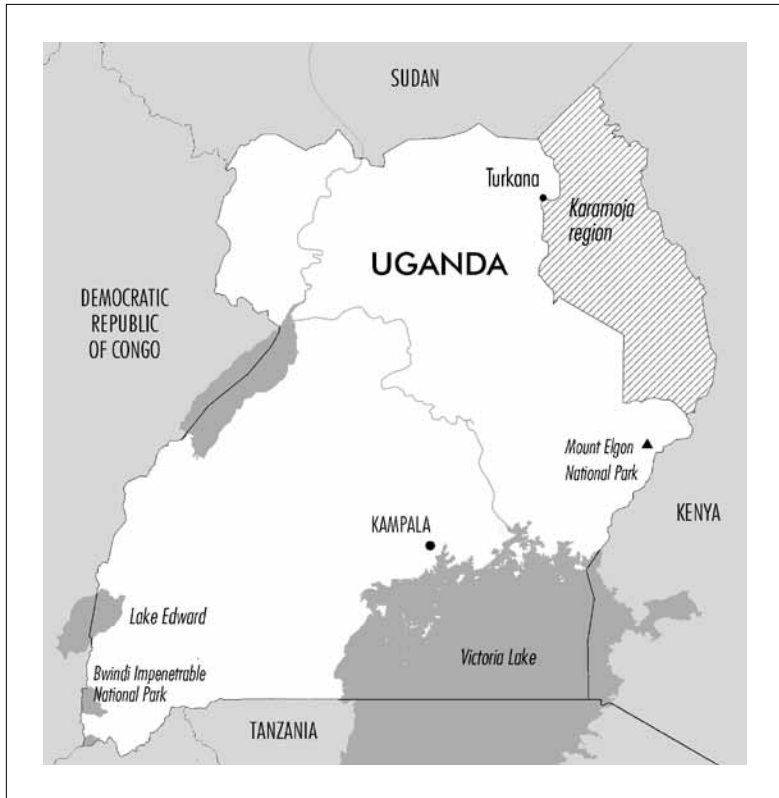 SUDAN
Turkana
Karamoja
region
UGANDA
DEMOCRATIC
REPUBLIC
OF CONGO
Mount Elgon
National Park
KENYA
KAMPALA
Lake Edward
Victoria Lake
Bwindi Impenetrable
National Park
TANZANIA